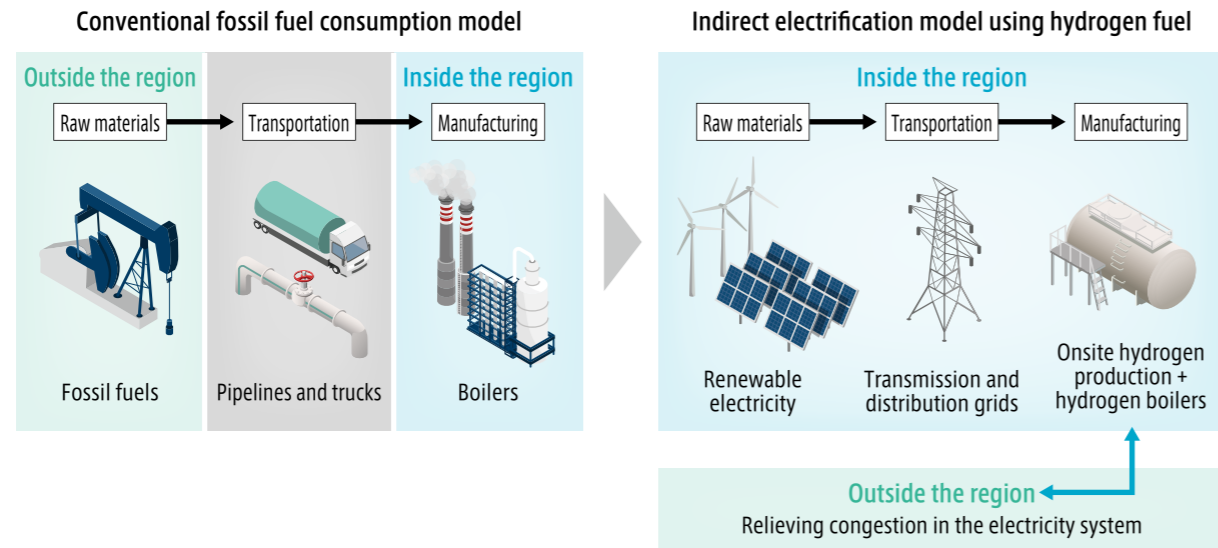 Conventional fossil fuel consumption model
Outside the region
Inside the region
Raw materials
Transportation
Manufacturing
Fossil fuels
Pipelines and trucks
Boilers
Indirect electrification model using hydrogen fuel
Inside the region
Raw materials
Transportation
Manufacturing
Renewable
electricity
Transmission and
distribution grids
Onsite hydrogen
production +
hydrogen boilers
Outside the region
Relieving congestion in the electricity system